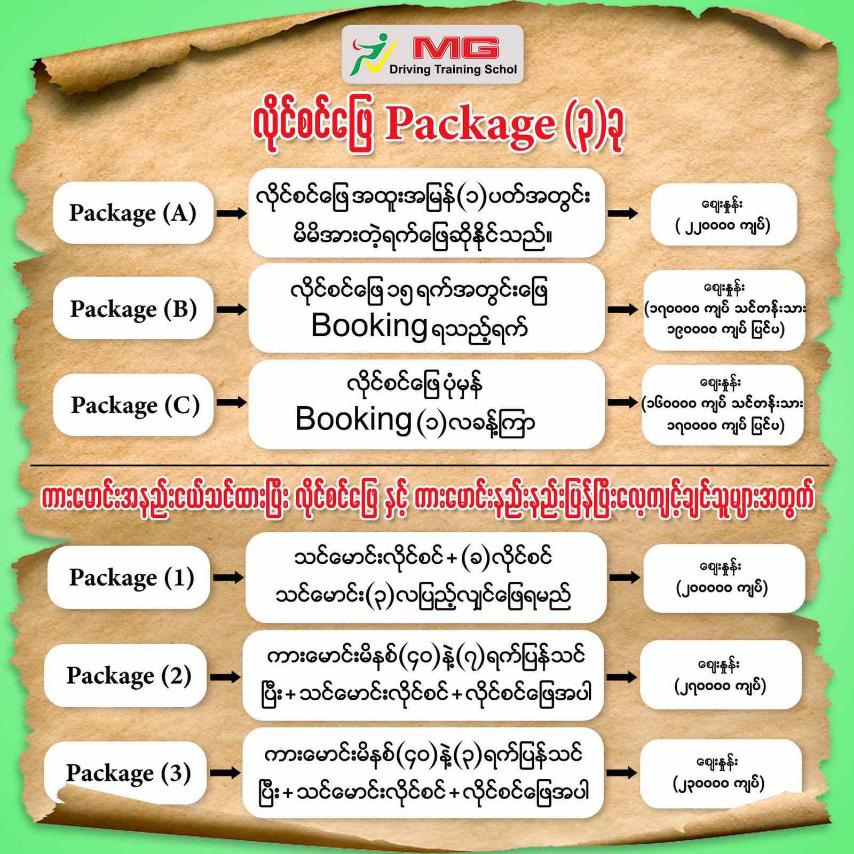 MG
Driving Training Schol
လိုင်စင်ဖြေ Package (၃)ခု
Package (A)
လိုင်စင်ဖြေ အထူးအမြန်(၁)ပတ်အတွင်း
မိမိအားတဲ့ရက်ဖြေဆိုနိုင်သည်။
ဈေးနှုန်း
( ၂၂၀၀၀၀ ကျပ်)
Package (B)
လိုင်စင်ဖြေ ၁၅ ရက်အတွင်းဖြေ
Booking ရသည့်ရက်
ဈေးနှုန်း
(၁၇၀၀၀၀ ကျပ် သင်တန်းသား
၁၉၀၀၀၀ ကျပ် ပြင်ပ)
Package (C)
လိုင်စင်ဖြေ ပုံမှန်
Booking (၁)လခန့်ကြာ
ဈေးနှုန်း
(၁၆၀၀၀၀ ကျပ် သင်တန်းသား
၁၇၀၀၀၀ ကျပ် ပြင်ပ)
ကားမောင်းအနည်းငယ်သင်ထားပြီး လိုင်စင်ဖြေ နှင့် ကားမောင်းနည်းနည်းပြန်ပြီးလေ့ကျင့်ချင်သူများအတွက်
Package (1)
သင်မောင်းလိုင်စင် + (ခ)လိုင်စင်
သင်မောင်း(၃)လပြည့်လျှင်ဖြေရမည်
ဈေးနှုန်း
(၂၀၀၀၀၀ ကျပ်)
Package (2)
ကားမောင်းမိနစ်(၄၀)နဲ့(၇)ရက်ပြန်သင်
ပြီး + သင်မောင်းလိုင်စင် + လိုင်စင်ဖြေအပါ
ဈေးနှုန်း
(၂၇၀၀၀၀ ကျပ်)
Package (3)
ကားမောင်းမိနစ်(၄၀)နဲ့(၃)ရက်ပြန်သင်
ပြီး + သင်မောင်းလိုင်စင် + လိုင်စင်ဖြေအပါ
ဈေးနှုန်း
(၂၃၀၀၀၀ ကျပ်)